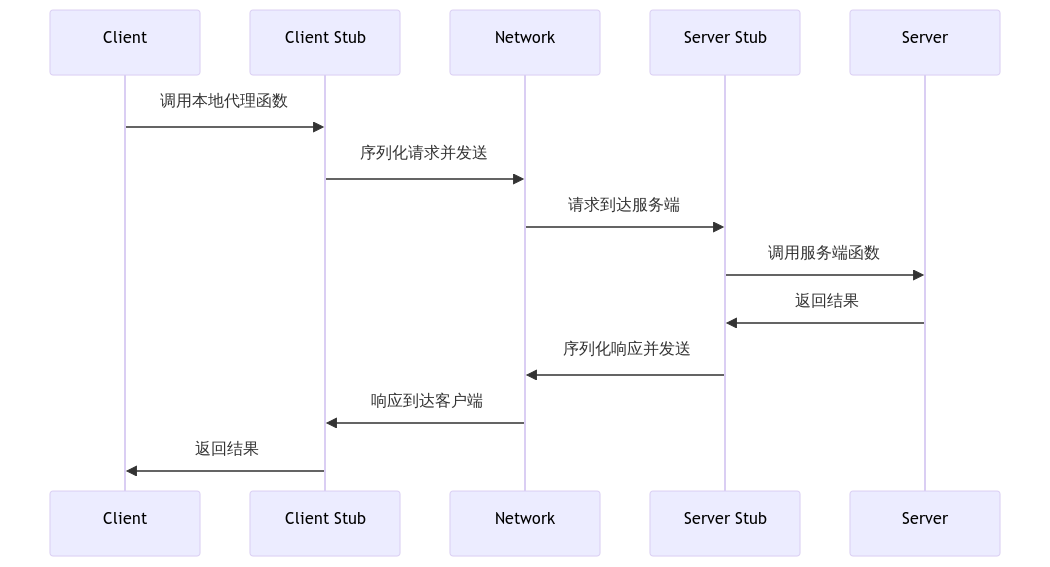 Client
Client Stub
Network
Server Stub
Server
调用本地代理函数
序列化请求并发送
请求到达服务端
调用服务端函数
返回结果
序列化响应并发送
响应到达客户端
返回结果
Client
Client Stub
Network
Server Stub
Server